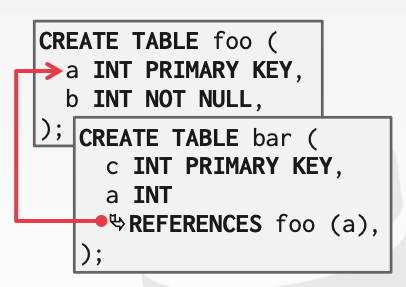 CREATE TABLE foo (
a INT PRIMARY KEY,
b INT NOT NULL,
);
CREATE TABLE bar (
c INT PRIMARY KEY,
a INT
↳REFERENCES foo (a),
);